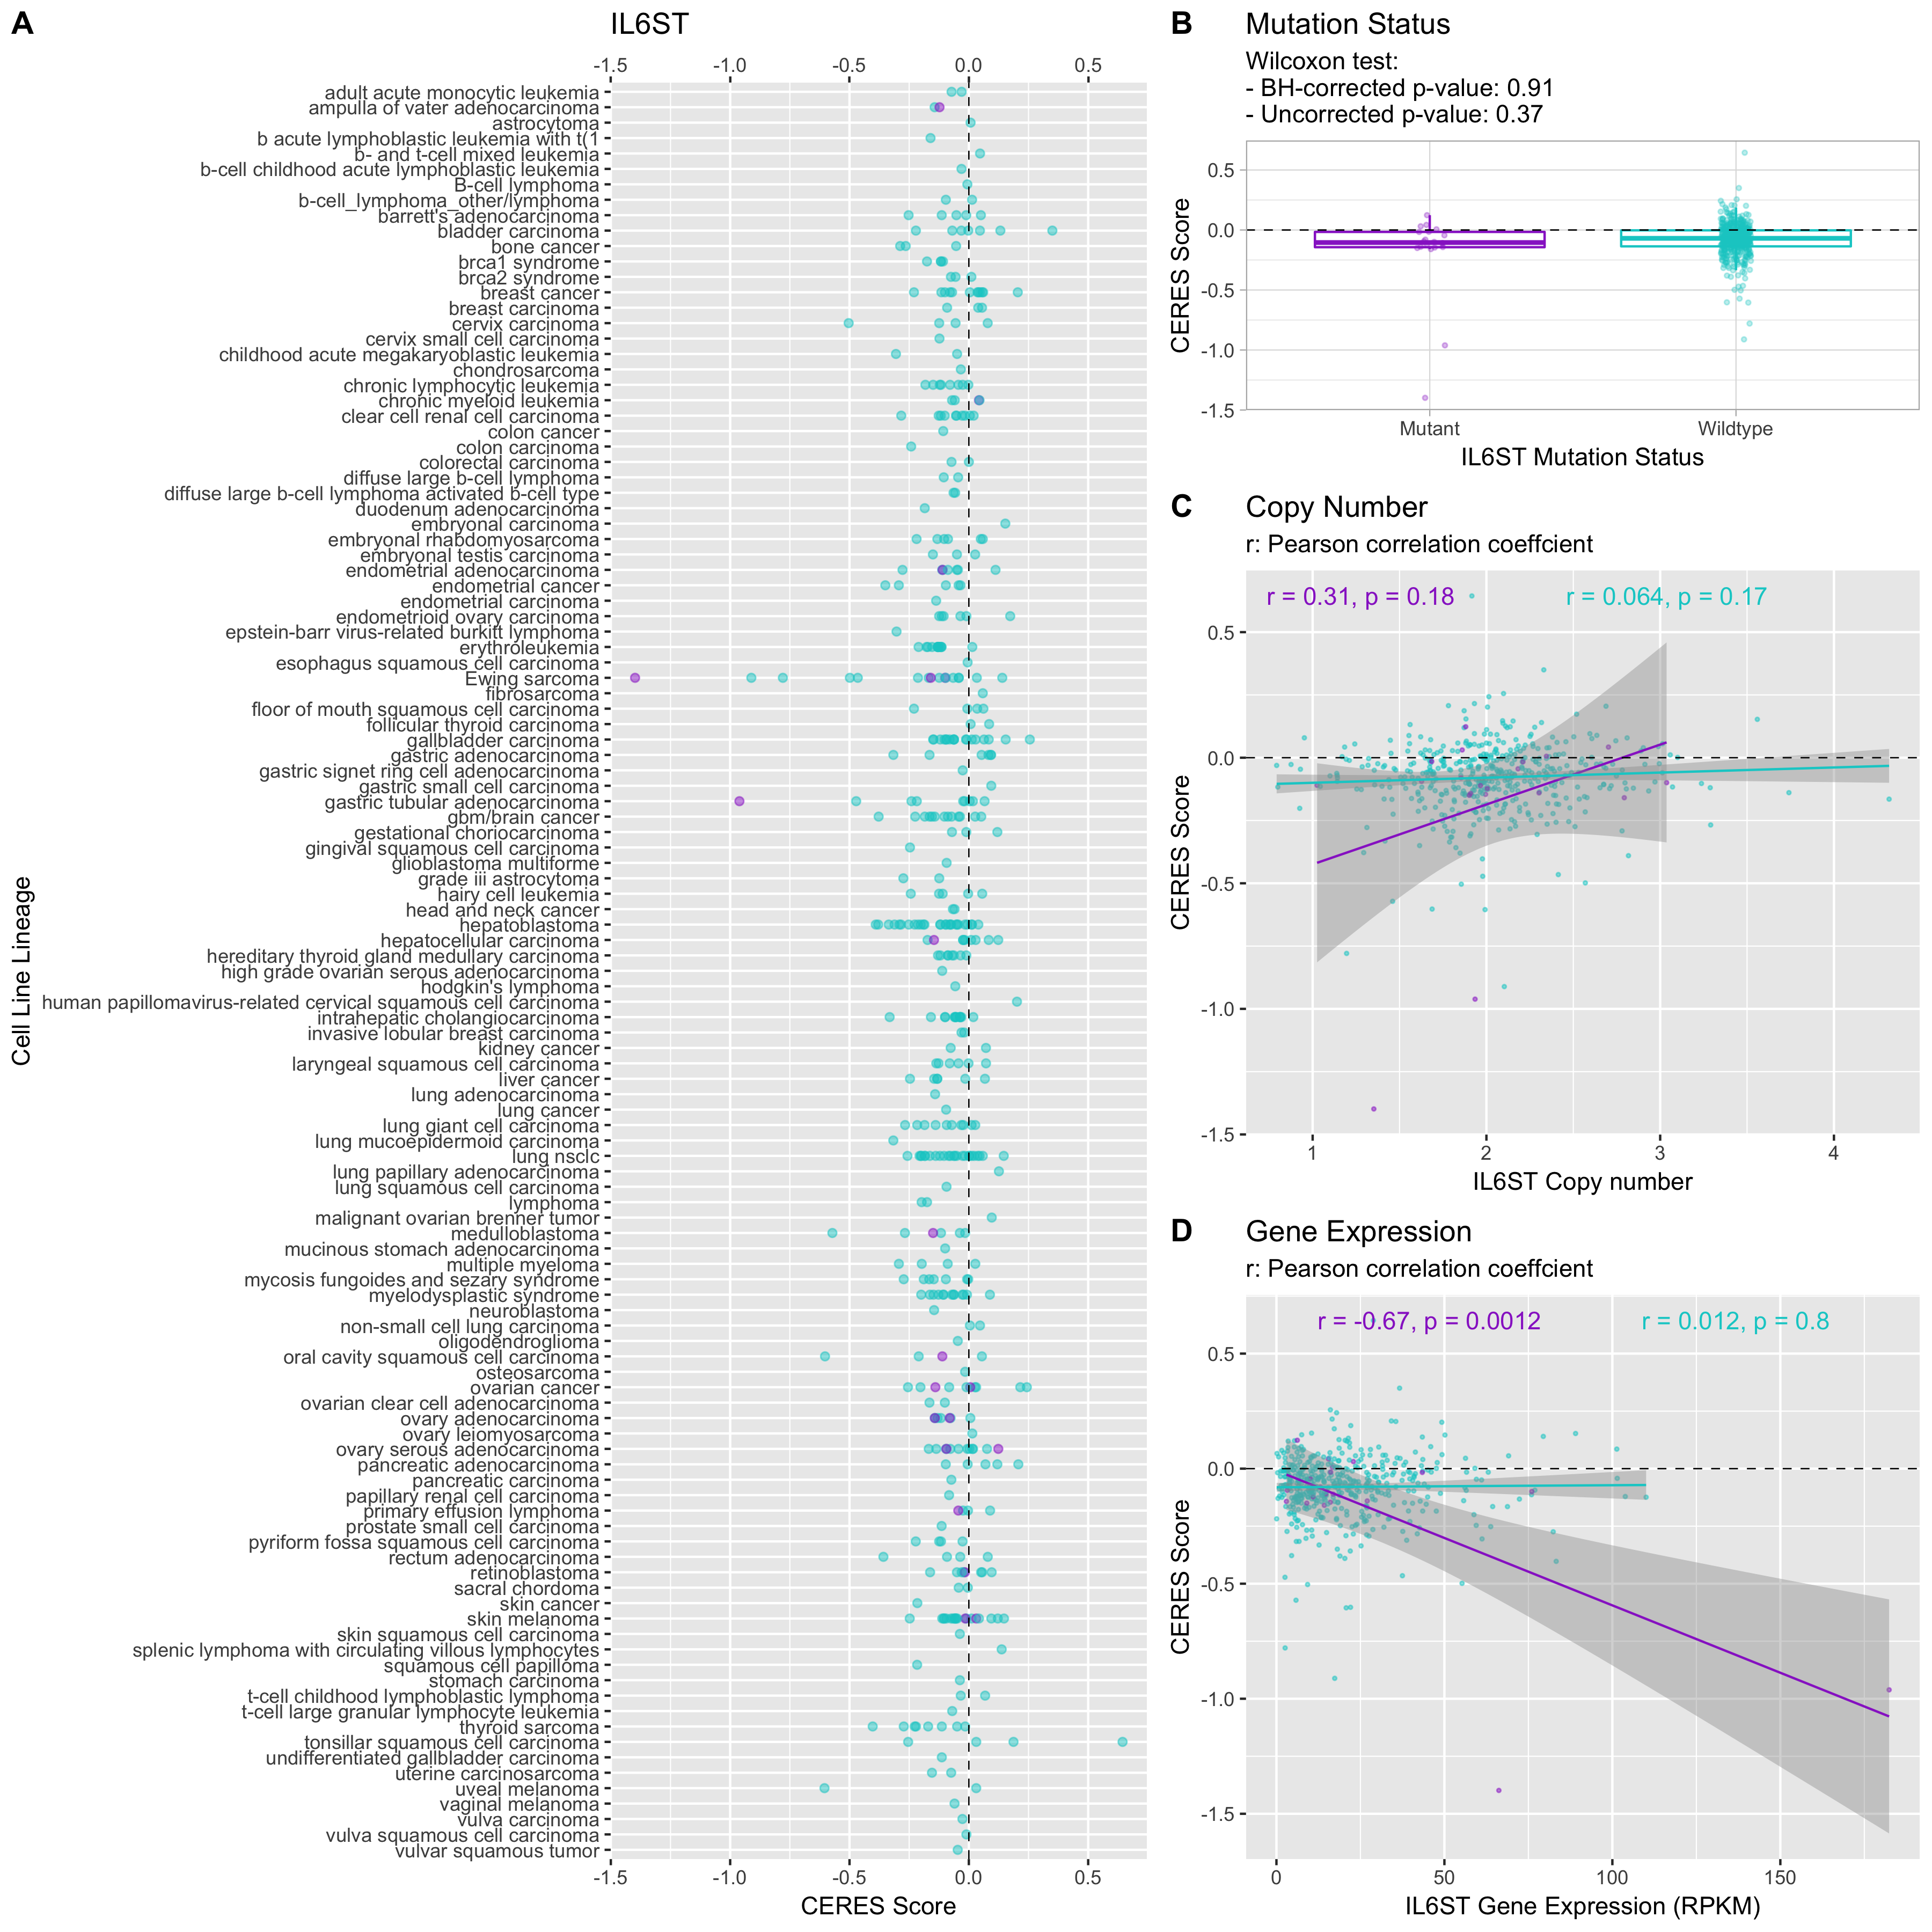 A
IL6ST
-1.5 -1.0 -0.5 0.0 0.5
Cell Line Lineage
adult acute monocytic leukemia
ampulla of vater adenocarcinoma
astrocytoma
b acute lymphoblastic leukemia with t(1
b- and t-cell mixed leukemia
b-cell childhood acute lymphoblastic leukemia
B-cell lymphoma
b-cell_lymphoma_other/lymphoma
barrett's adenocarcinoma
bladder carcinoma
bone cancer
brca1 syndrome
brca2 syndrome
breast cancer
breast carcinoma
cervix carcinoma
cervix small cell carcinoma
childhood acute megakaryoblastic leukemia
chondrosarcoma
chronic lymphocytic leukemia
chronic myeloid leukemia
clear cell renal cell carcinoma
colon cancer
colon carcinoma
colorectal carcinoma
diffuse large b-cell lymphoma
diffuse large b-cell lymphoma activated b-cell type
duodenum adenocarcinoma
embryonal carcinoma
embryonal rhabdomyosarcoma
embryonal testis carcinoma
endometrial adenocarcinoma
endometrial cancer
endometrial carcinoma
endometrioid ovary carcinoma
epstein-barr virus-related burkitt lymphoma
erythroleukemia
esophagus squamous cell carcinoma
Ewing sarcoma
fibrosarcoma
floor of mouth squamous cell carcinoma
follicular thyroid carcinoma
gallbladder carcinoma
gastric adenocarcinoma
gastric signet ring cell adenocarcinoma
gastric small cell carcinoma
gastric tubular adenocarcinoma
gbm/brain cancer
gestational choriocarcinoma
gingival squamous cell carcinoma
glioblastoma multiforme
grade iii astrocytoma
hairy cell leukemia
head and neck cancer
hepatoblastoma
hepatocellular carcinoma
hereditary thyroid gland medullary carcinoma
high grade ovarian serous adenocarcinoma
hodgkin's lymphoma
human papillomavirus-related cervical squamous cell carcinoma
intrahepatic cholangiocarcinoma
invasive lobular breast carcinoma
kidney cancer
laryngeal squamous cell carcinoma
liver cancer
lung adenocarcinoma
lung cancer
lung giant cell carcinoma
lung mucoepidermoid carcinoma
lung nsclc
lung papillary adenocarcinoma
lung squamous cell carcinoma
lymphoma
malignant ovarian brenner tumor
medulloblastoma
mucinous stomach adenocarcinoma
multiple myeloma
mycosis fungoides and sezary syndrome
myelodysplastic syndrome
neuroblastoma
non-small cell lung carcinoma
oligodendroglioma
oral cavity squamous cell carcinoma
osteosarcoma
ovarian cancer
ovarian clear cell adenocarcinoma
ovary adenocarcinoma
ovary leiomyosarcoma
ovary serous adenocarcinoma
pancreatic adenocarcinoma
pancreatic carcinoma
papillary renal cell carcinoma
primary effusion lymphoma
prostate small cell carcinoma
pyriform fossa squamous cell carcinoma
rectum adenocarcinoma
retinoblastoma
sacral chordoma
skin cancer
skin melanoma
skin squamous cell carcinoma
splenic lymphoma with circulating villous lymphocytes
squamous cell papilloma
stomach carcinoma
t-cell childhood lymphoblastic lymphoma
t-cell large granular lymphocyte leukemia
thyroid sarcoma
tonsillar squamous cell carcinoma
undifferentiated gallbladder carcinoma
uterine carcinosarcoma
uveal melanoma
vaginal melanoma
vulva carcinoma
vulva squamous cell carcinoma
vulvar squamous tumor
-1.5 -1.0 -0.5 0.0 0.5
CERES Score
B
Mutation Status
Wilcoxon test:
- BH-corrected p-value: 0.91
- Uncorrected p-value: 0.37
CERES Score
0.5
0.0
-0.5
-1.0
-1.5
Mutant Wildtype
IL6ST Mutation Status
C
Copy Number
r: Pearson correlation coeffcient
r = 0.31, p = 0.18 r = 0.064, p = 0.17
CERES Score
0.5
0.0
-0.5
-1.0
-1.5
1 2 3 4
IL6ST Copy number
D
Gene Expression
r: Pearson correlation coeffcient
r = -0.67, p = 0.0012 r = 0.012, p = 0.8
CERES Score
0.5
0.0
-0.5
-1.0
-1.5
0 50 100 150
IL6ST Gene Expression (RPKM)